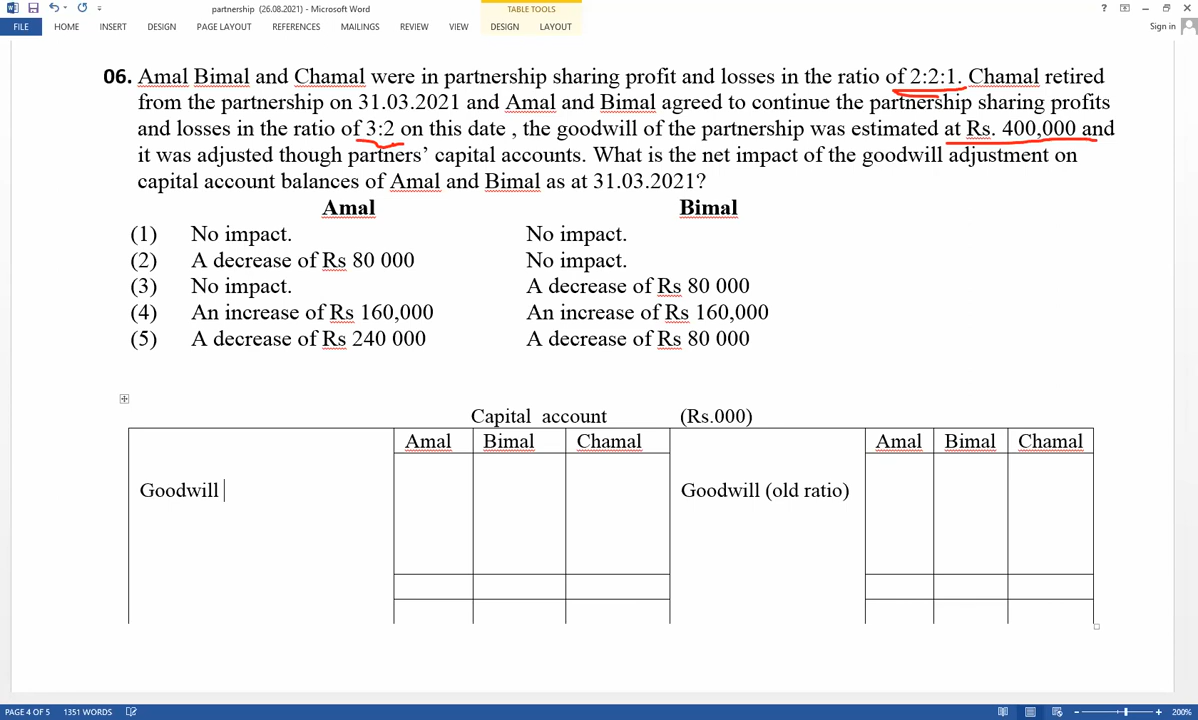 partnership (26.08.2021) - Microsoft Word
TABLE TOOLS
FILE HOME INSERT DESIGN PAGE LAYOUT REFERENCES MAILINGS REVIEW VIEW DESIGN LAYOUT Sign in
06. Amal Bimal and Chamal were in partnership sharing profit and losses in the ratio of 2:2:1. Chamal retired
from the partnership on 31.03.2021 and Amal and Bimal agreed to continue the partnership sharing profits
and losses in the ratio of 3:2 on this date , the goodwill of the partnership was estimated at Rs. 400,000 and
it was adjusted though partners’ capital accounts. What is the net impact of the goodwill adjustment on
capital account balances of Amal and Bimal as at 31.03.2021?
Amal Bimal
(1) No impact. No impact.
(2) A decrease of Rs 80 000 No impact.
(3) No impact. A decrease of Rs 80 000
(4) An increase of Rs 160,000 An increase of Rs 160,000
(5) A decrease of Rs 240 000 A decrease of Rs 80 000
Capital account (Rs.000)
Amal Bimal Chamal Amal Bimal Chamal
Goodwill Goodwill (old ratio)
PAGE 4 OF 5 1351 WORDS 200%